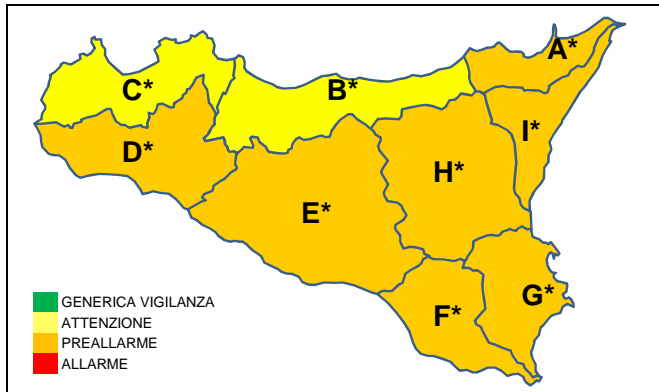 A*
C*
B*
I*
D*
H*
E*
G*
F*
GENERICA VIGILANZA
ATTENZIONE
PREALLARME
ALLARME